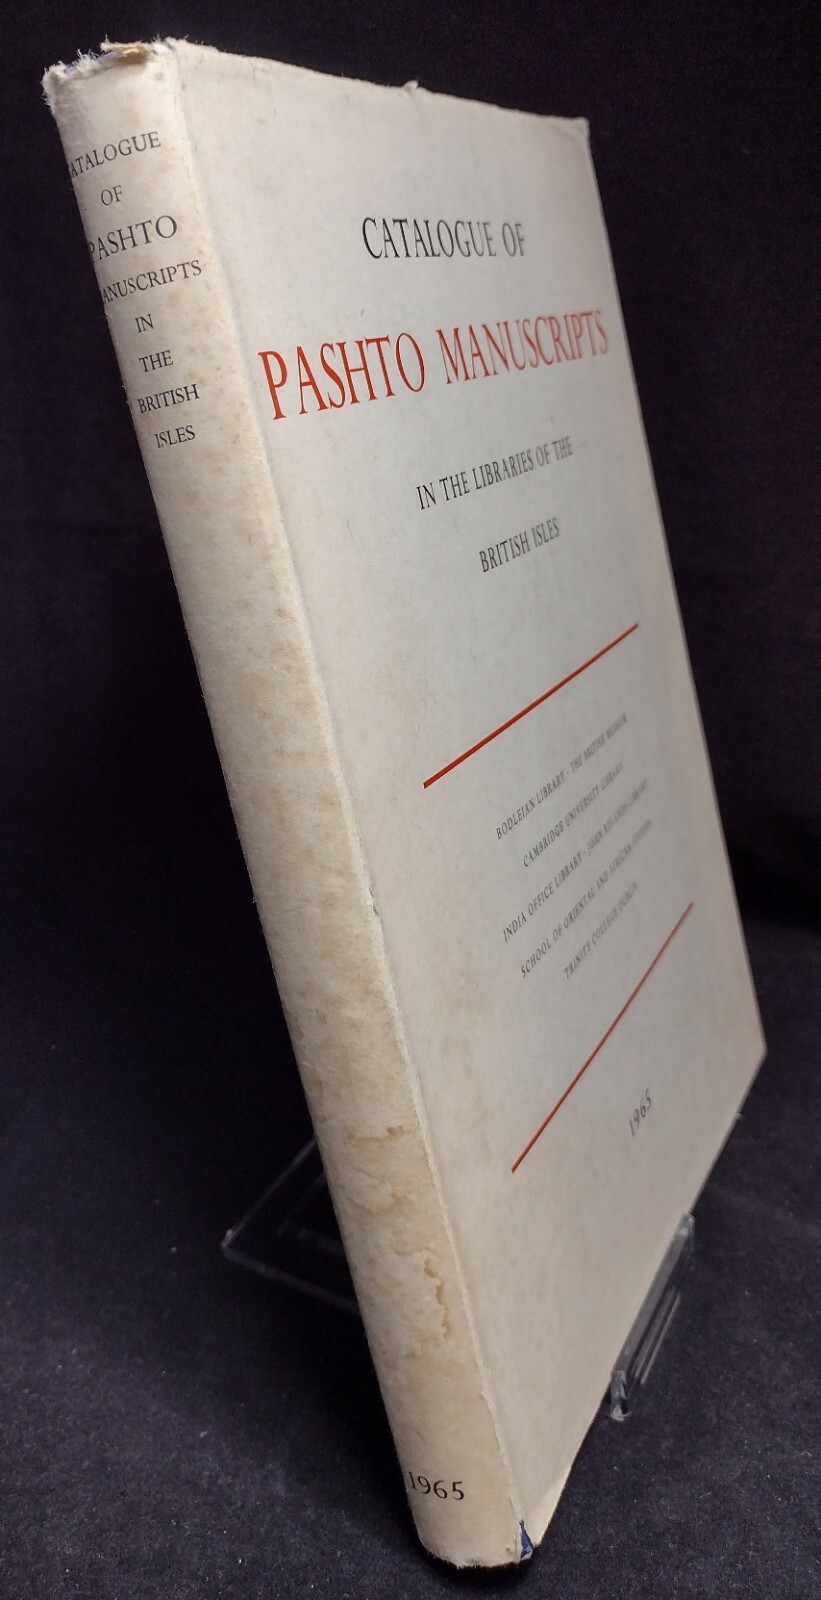 CATALOGUE
OF
PASHTO
MANUSCRIPTS
IN
THE
BRITISH
ISLES
1965
CATALOGUE OF
PASHTO MANUSCRIPTS
IN THE LIBRARIES OF THE
BRITISH ISLES
BODLEIAN LIBRARY · THE BRITISH MUSEUM
CAMBRIDGE UNIVERSITY LIBRARY
INDIA OFFICE LIBRARY · JOHN RYLANDS LIBRARY
SCHOOL OF ORIENTAL AND AFRICAN STUDIES
TRINITY COLLEGE DUBLIN
1965